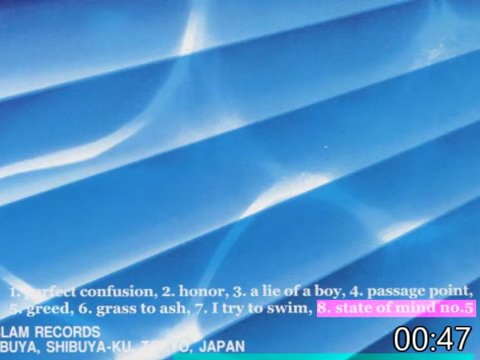 1. perfect confusion, 2. honor, 3. a lie of a boy, 4. passage point,
5. greed, 6. grass to ash, 7. I try to swim, 8. state of mind no.5
LAM RECORDS
BUYA, SHIBUYA-KU, TOKYO, JAPAN
00:47